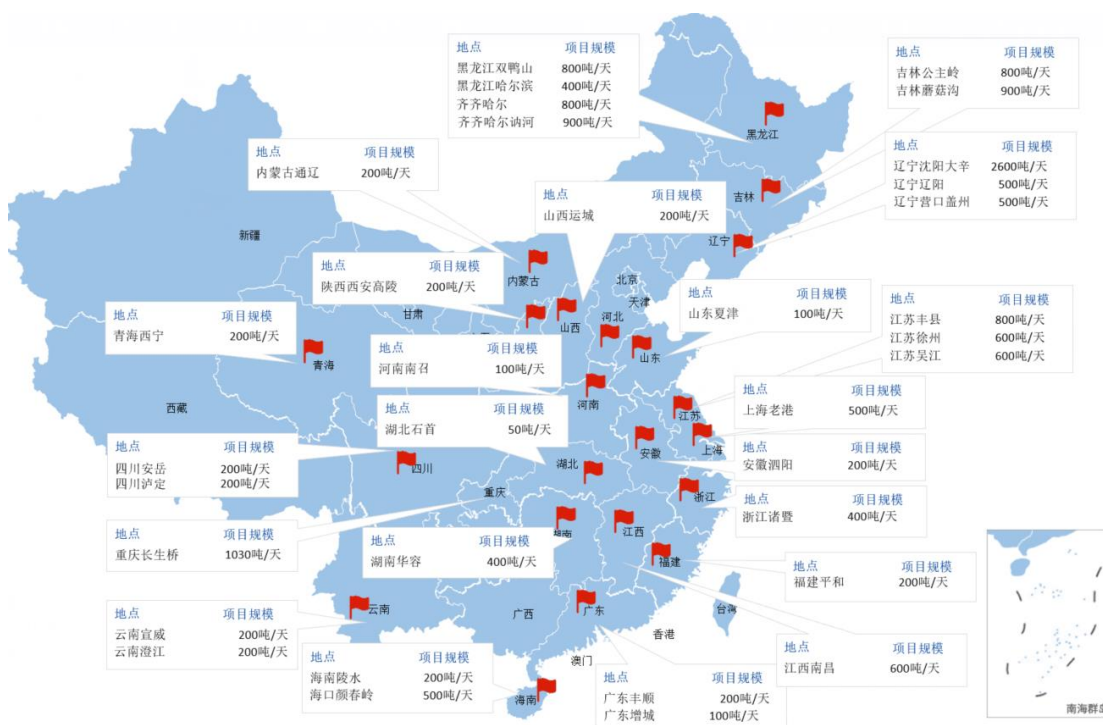 地点 项目规模
黑龙江双鸭山 800吨/天
黑龙江哈尔滨 400吨/天
齐齐哈尔 800吨/天
齐齐哈尔讷河 900吨/天
地点 项目规模
吉林公主岭 800吨/天
吉林蘑菇沟 900吨/天
黑龙江
地点 项目规模
内蒙古通辽 200吨/天
地点 项目规模
辽宁沈阳大辛 2600吨/天
辽宁辽阳 500吨/天
辽宁营口盖州 500吨/天
地点 项目规模
山西运城 200吨/天
吉林
新疆
辽宁
地点 项目规模
陕西西安高陵 200吨/天
内蒙古
北京
天津
地点 项目规模
山东夏津 100吨/天
地点 项目规模
江苏丰县 800吨/天
江苏徐州 600吨/天
江苏吴江 600吨/天
地点 项目规模
青海西宁 200吨/天
甘肃
山西
河北
山东
青海
地点 项目规模
河南南召 100吨/天
西藏
河南
江苏
地点 项目规模
上海老港 500吨/天
地点 项目规模
湖北石首 50吨/天
安徽
上海
地点 项目规模
四川安岳 200吨/天
四川泸定 200吨/天
四川
湖北
地点 项目规模
安徽泗阳 200吨/天
重庆
浙江
地点 项目规模
浙江诸暨 400吨/天
地点 项目规模
重庆长生桥 1030吨/天
地点 项目规模
湖南华容 400吨/天
湖南
江西
福建
地点 项目规模
福建平和 200吨/天
地点 项目规模
云南宣威 200吨/天
云南澄江 200吨/天
云南
广西
广东
台湾
香港
澳门
地点 项目规模
海南陵水 200吨/天
海口颜春岭 500吨/天
海南
地点 项目规模
广东丰顺 200吨/天
广东增城 100吨/天
地点 项目规模
江西南昌 600吨/天
南海群岛